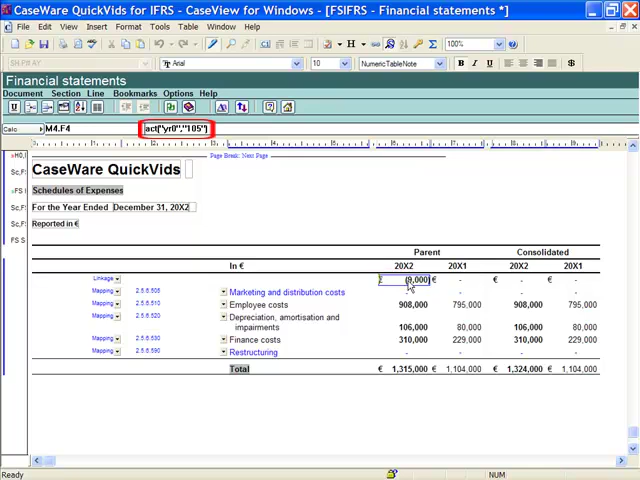 CaseWare QuickVids for IFRS - CaseView for Windows - [FSIFRS - Financial statements *]
File Edit View Insert Format Tools Table Window Help
SH-PH-P-AH TS Arial 10 NumericTableNote B I U 100%
Financial statements
Document Section Line Bookmarks Options Help
Calc M4.F4 act("yr0","105")
Page Break: Next Page
CaseWare QuickVids
Schedules of Expenses
For the Year Ended December 31, 20X2
Reported in €
Parent Consolidated
In € 20X2 20X1 20X2 20X1
Linkage (9,000) € - € - -
Mapping 2.5.6.505 Marketing and distribution costs - - - -
Mapping 2.5.6.510 Employee costs 908,000 795,000 908,000 795,000
Mapping 2.5.6.520 Depreciation, amortisation and
impairments 106,000 80,000 106,000 80,000
Mapping 2.5.6.530 Finance costs 310,000 229,000 310,000 229,000
Mapping 2.5.6.590 Restructuring - - - -
Total € 1,315,000 € 1,104,000 € 1,324,000 € 1,104,000
Ready NUM